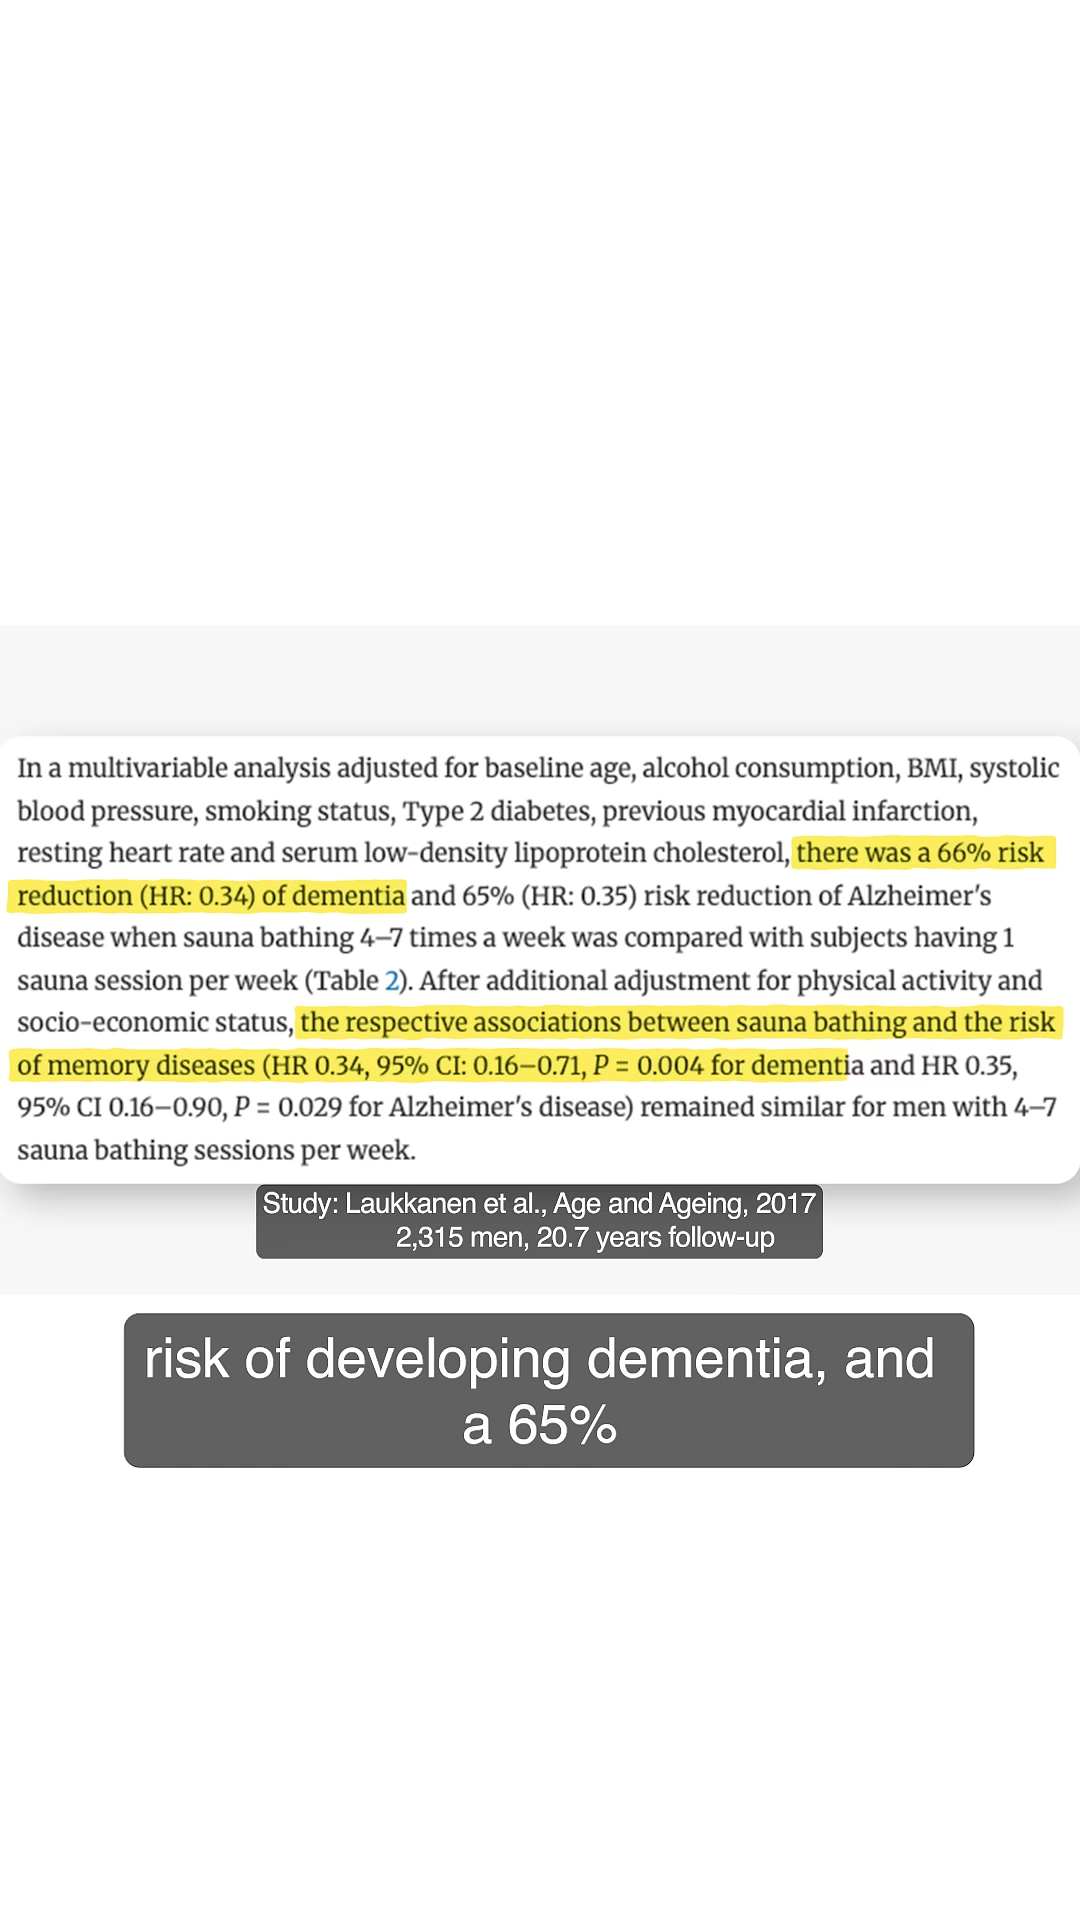 In a multivariable analysis adjusted for baseline age, alcohol consumption, BMI, systolic
blood pressure, smoking status, Type 2 diabetes, previous myocardial infarction,
resting heart rate and serum low-density lipoprotein cholesterol, there was a 66% risk
reduction (HR: 0.34) of dementia and 65% (HR: 0.35) risk reduction of Alzheimer's
disease when sauna bathing 4–7 times a week was compared with subjects having 1
sauna session per week (Table 2). After additional adjustment for physical activity and
socio-economic status, the respective associations between sauna bathing and the risk
of memory diseases (HR 0.34, 95% CI: 0.16–0.71, P = 0.004 for dementia and HR 0.35,
95% CI 0.16–0.90, P = 0.029 for Alzheimer's disease) remained similar for men with 4–7
sauna bathing sessions per week.
Study: Laukkanen et al., Age and Ageing, 2017
2,315 men, 20.7 years follow-up
risk of developing dementia, and
a 65%